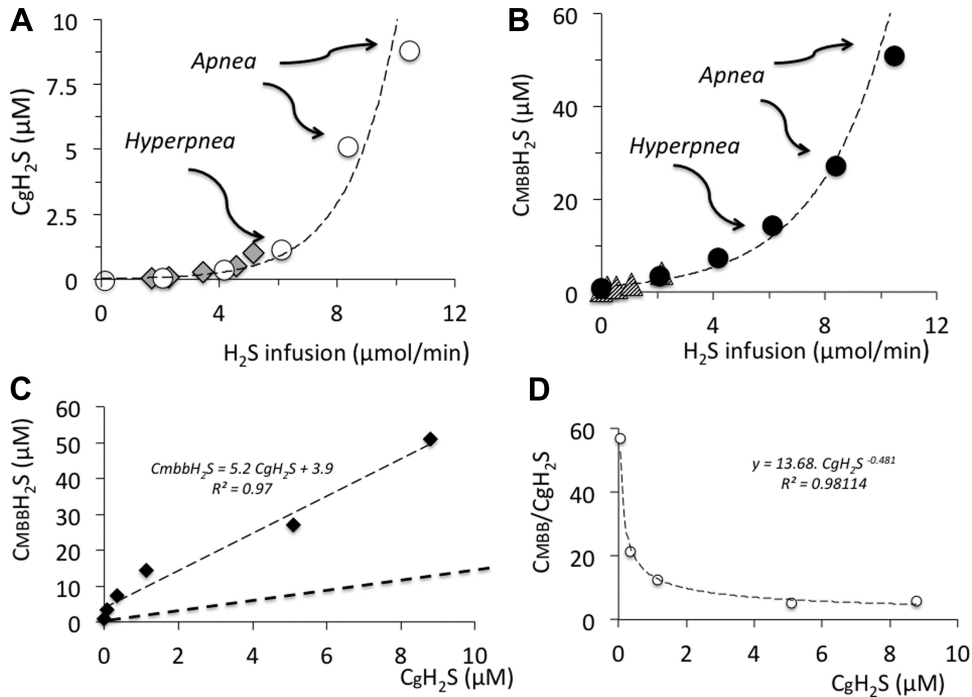 A
CgH₂S (µM)
10
7.5
5
2.5
0
Apnea
Hyperpnea
0 4 8 12
H₂S infusion (µmol/min)
B
CMBBH₂S (µM)
60
40
20
0
Apnea
Hyperpnea
0 4 8 12
H₂S infusion (µmol/min)
C
CMBBH₂S (µM)
60
50
40
30
20
10
0
CmbbH₂S = 5.2 CgH₂S + 3.9
R² = 0.97
0 2 4 6 8 10
CgH₂S (µM)
D
CMBB/CgH₂S
60
40
20
0
y = 13.68. CgH₂S ⁻⁰·⁴⁸¹
R² = 0.98114
0 2 4 6 8 10
CgH₂S (µM)